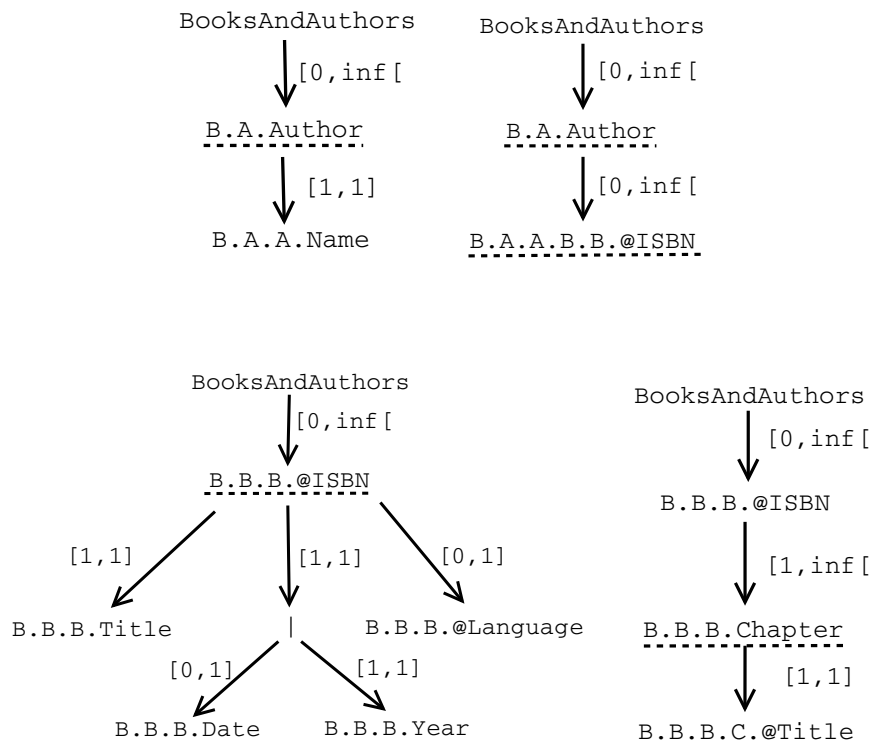 BooksAndAuthors
[0,inf[
B.A.Author
[1,1]
B.A.A.Name
BooksAndAuthors
[0,inf[
B.A.Author
[0,inf[
B.A.A.B.B.@ISBN
BooksAndAuthors
[0,inf[
B.B.B.@ISBN
[1,1] [1,1] [0,1]
B.B.B.Title | B.B.B.@Language
[0,1] [1,1]
B.B.B.Date B.B.B.Year
BooksAndAuthors
[0,inf[
B.B.B.@ISBN
[1,inf[
B.B.B.Chapter
[1,1]
B.B.B.C.@Title